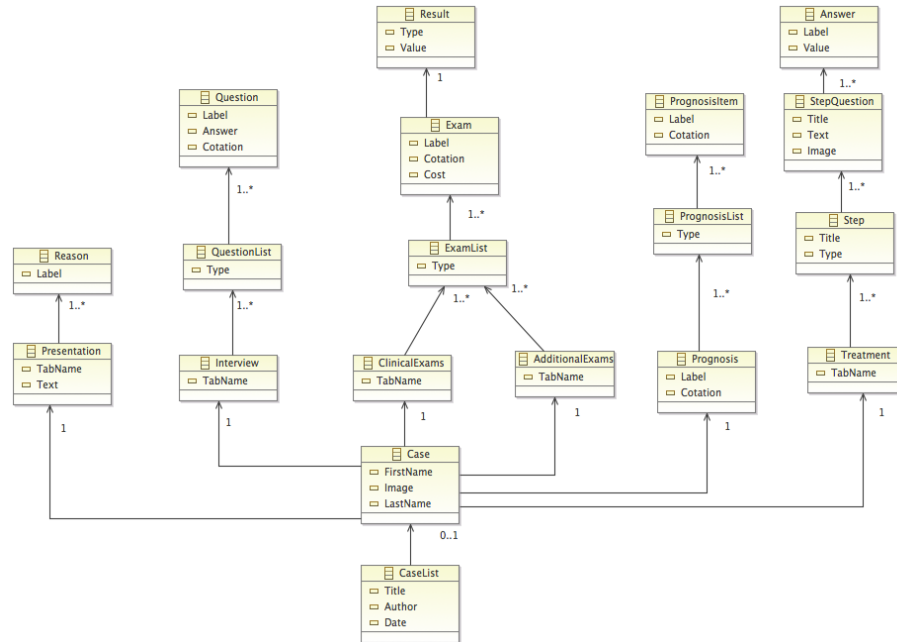 Result
Type
Value
1
Answer
Label
Value
1..*
Question
Label
Answer
Cotation
1..*
Exam
Label
Cotation
Cost
1..*
PrognosisItem
Label
Cotation
1..*
StepQuestion
Title
Text
Image
1..*
Reason
Label
1..*
QuestionList
Type
1..*
ExamList
Type
1..*
1..*
PrognosisList
Type
1..*
Step
Title
Type
1..*
Presentation
TabName
Text
1
Interview
TabName
1
ClinicalExams
TabName
1
AdditionalExams
TabName
1
Prognosis
Label
Cotation
1
Treatment
TabName
1
Case
FirstName
Image
LastName
0..1
CaseList
Title
Author
Date